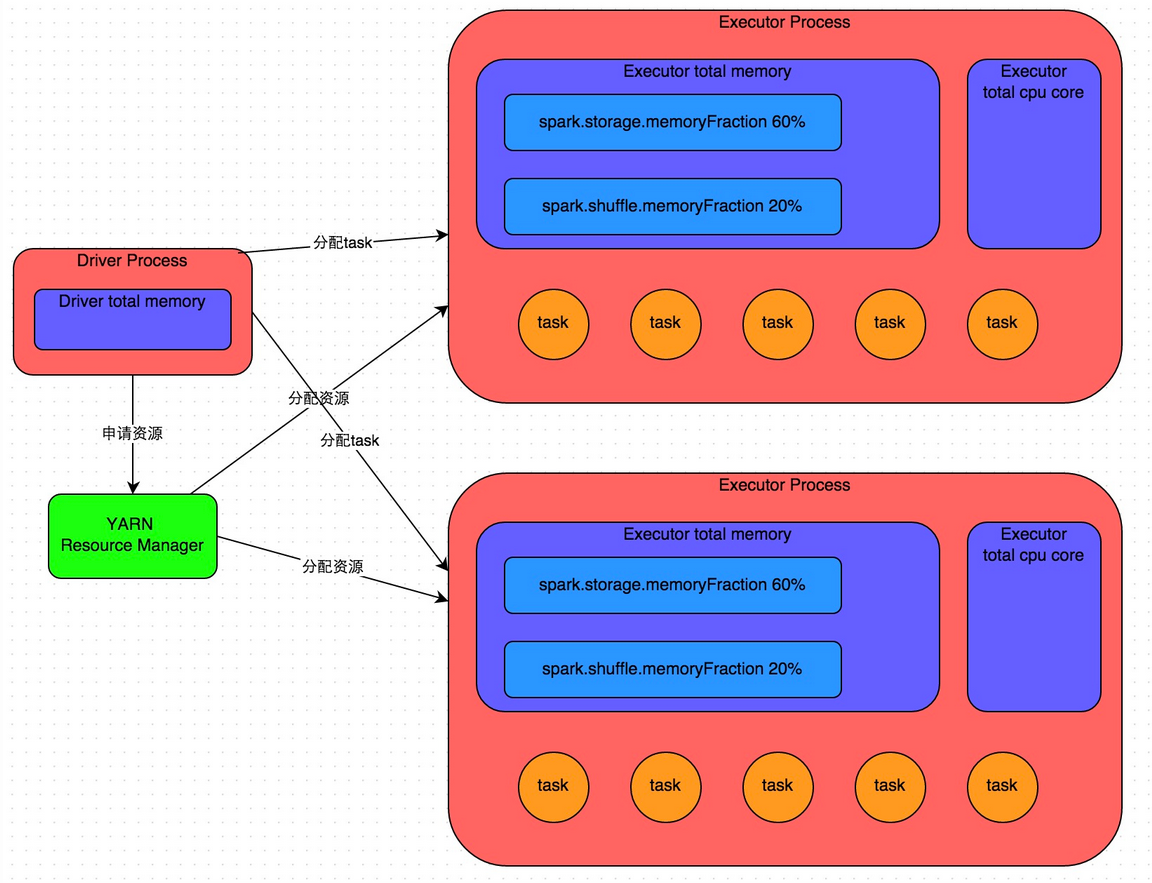 Executor Process
Executor total memory
Executor
total cpu core
spark.storage.memoryFraction 60%
spark.shuffle.memoryFraction 20%
分配task
Driver Process
Driver total memory
task
task
task
task
task
分配资源
分配task
申请资源
Executor Process
YARN
Resource Manager
Executor total memory
Executor
total cpu core
分配资源
spark.storage.memoryFraction 60%
spark.shuffle.memoryFraction 20%
task
task
task
task
task